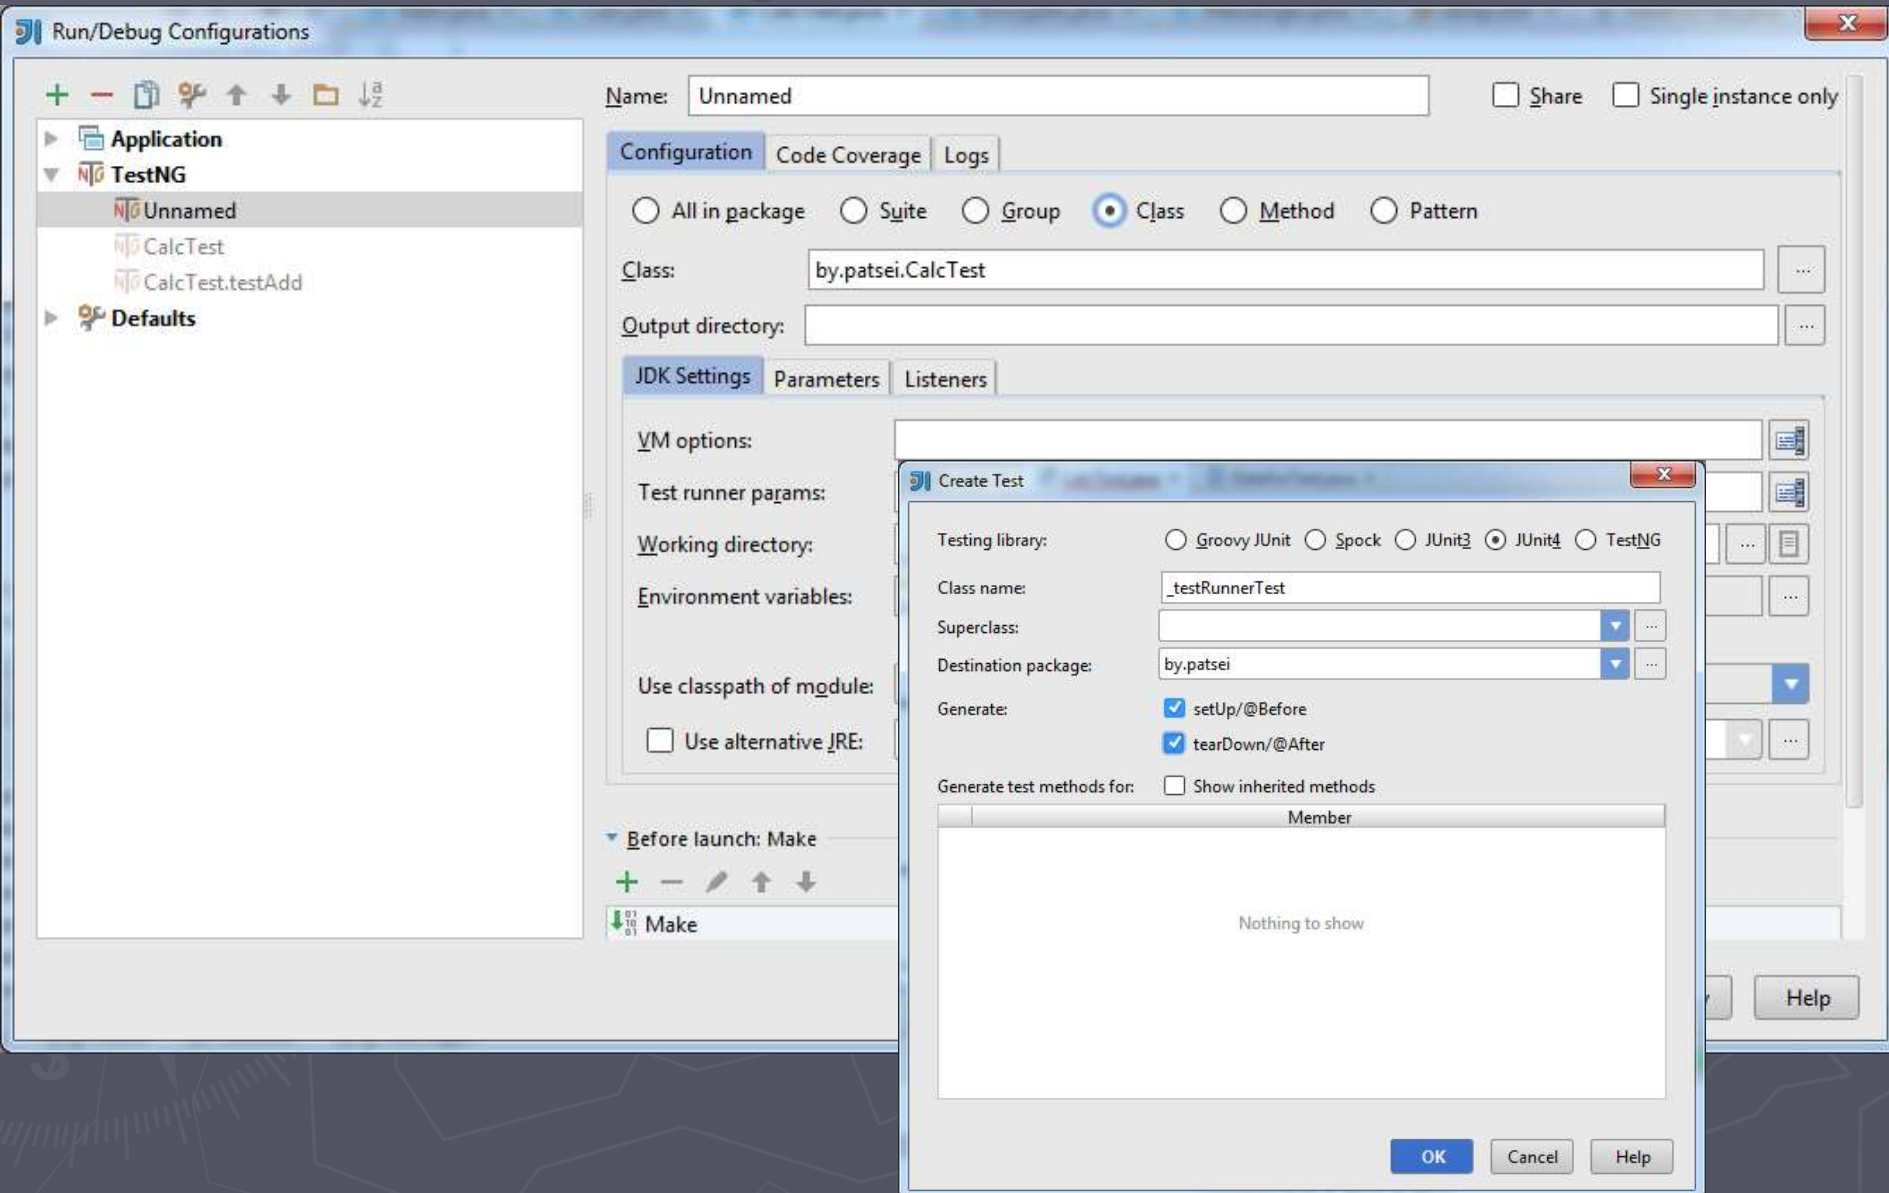 Run/Debug Configurations
Name: Unnamed
Share
Single instance only
Application
TestNG
Unnamed
CalcTest
CalcTest.testAdd
Defaults
Configuration Code Coverage Logs
All in package Suite Group Class Method Pattern
Class: by.patsei.CalcTest ...
Output directory: ...
JDK Settings Parameters Listeners
VM options:
Test runner params:
Working directory: ...
Environment variables: ...
Use classpath of module:
Use alternative JRE: ...
Before launch: Make
Make
Help
Create Test
Testing library: Groovy JUnit Spock JUnit3 JUnit4 TestNG
Class name: _testRunnerTest
Superclass: ...
Destination package: by.patsei ...
Generate: setUp/@Before
tearDown/@After
Generate test methods for: Show inherited methods
Member
Nothing to show
OK Cancel Help